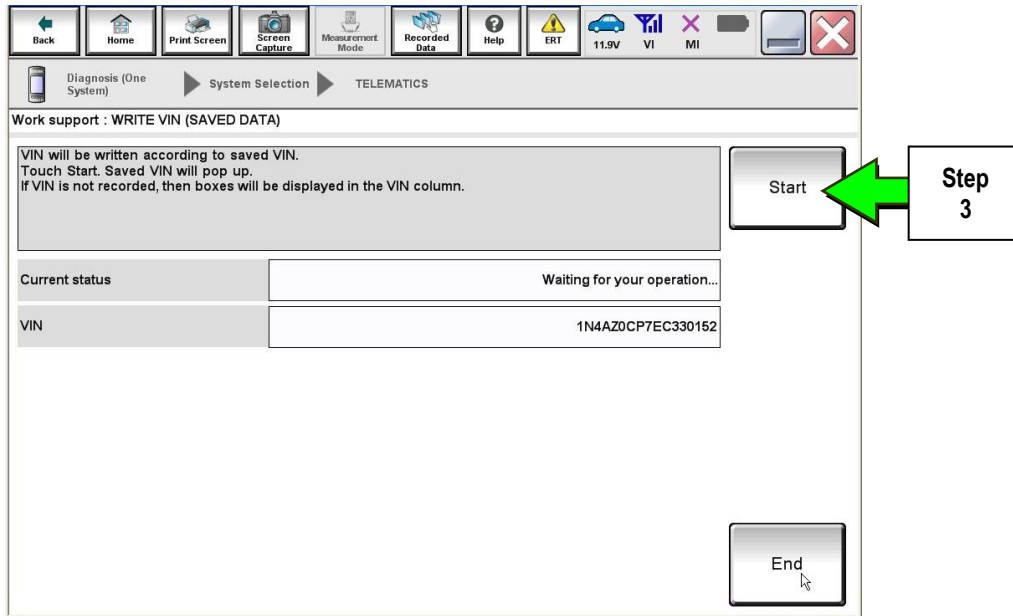 Back
Home
Print Screen
Screen
Capture
Measurement
Mode
Recorded
Data
Help
ERT
11.9V
VI
MI
Diagnosis (One
System)
System Selection
TELEMATICS
Work support : WRITE VIN (SAVED DATA)
VIN will be written according to saved VIN.
Touch Start. Saved VIN will pop up.
If VIN is not recorded, then boxes will be displayed in the VIN column.
Start
Step
3
Current status
Waiting for your operation...
VIN
1N4AZ0CP7EC330152
End